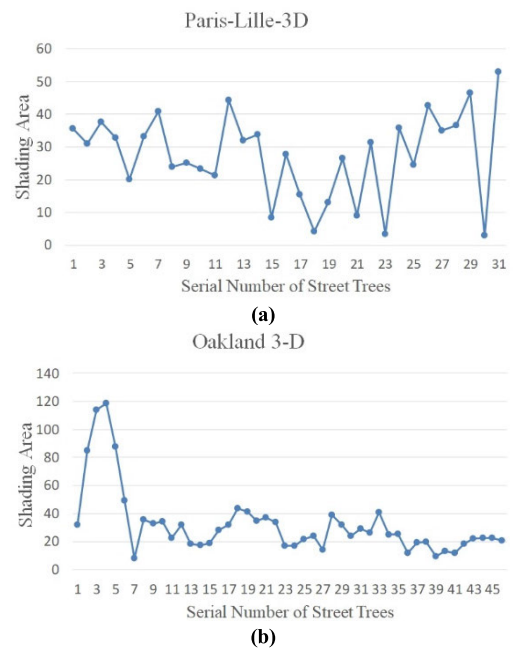 Paris-Lille-3D
60
50
40
30
20
10
0
Shading Area
1 3 5 7 9 11 13 15 17 19 21 23 25 27 29 31
Serial Number of Street Trees
(a)
Oakland 3-D
140
120
100
80
60
40
20
0
Shading Area
1 3 5 7 9 11 13 15 17 19 21 23 25 27 29 31 33 35 37 39 41 43 45
Serial Number of Street Trees
(b)